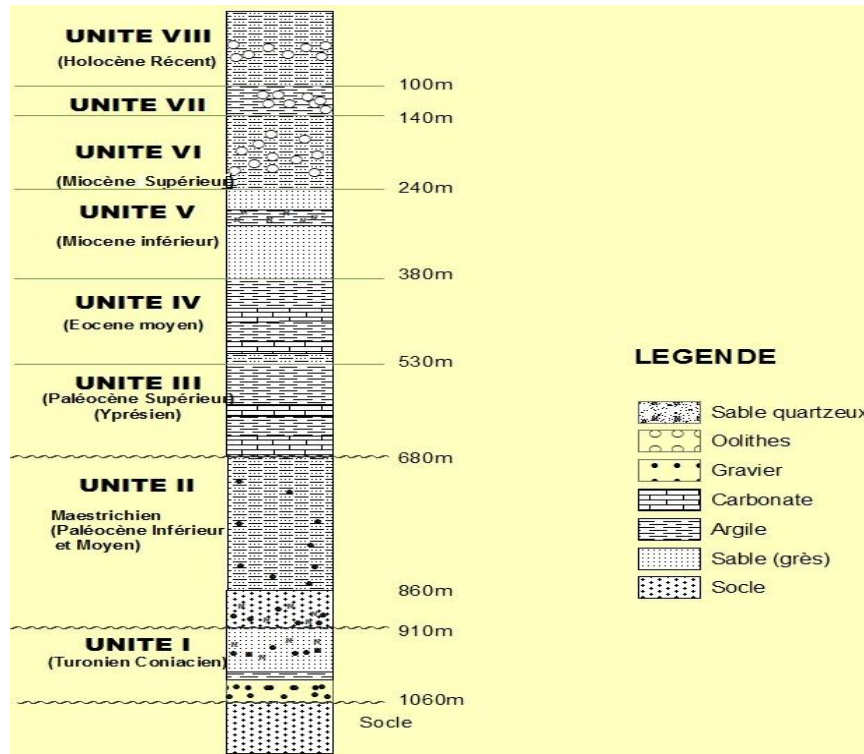 UNITE VIII
(Holocène Récent)
100m
UNITE VII
140m
UNITE VI
(Miocène Supérieur)
240m
UNITE V
(Miocene inférieur)
380m
UNITE IV
(Eocene moyen)
530m
UNITE III
(Paléocène Supérieur)
(Yprésien)
680m
UNITE II
Maestrichien
(Paléocène Inférieur
et Moyen)
860m
910m
UNITE I
(Turonien Coniacien)
1060m
Socle
LEGENDE
Sable quartzeux
Oolithes
Gravier
Carbonate
Argile
Sable (grès)
Socle